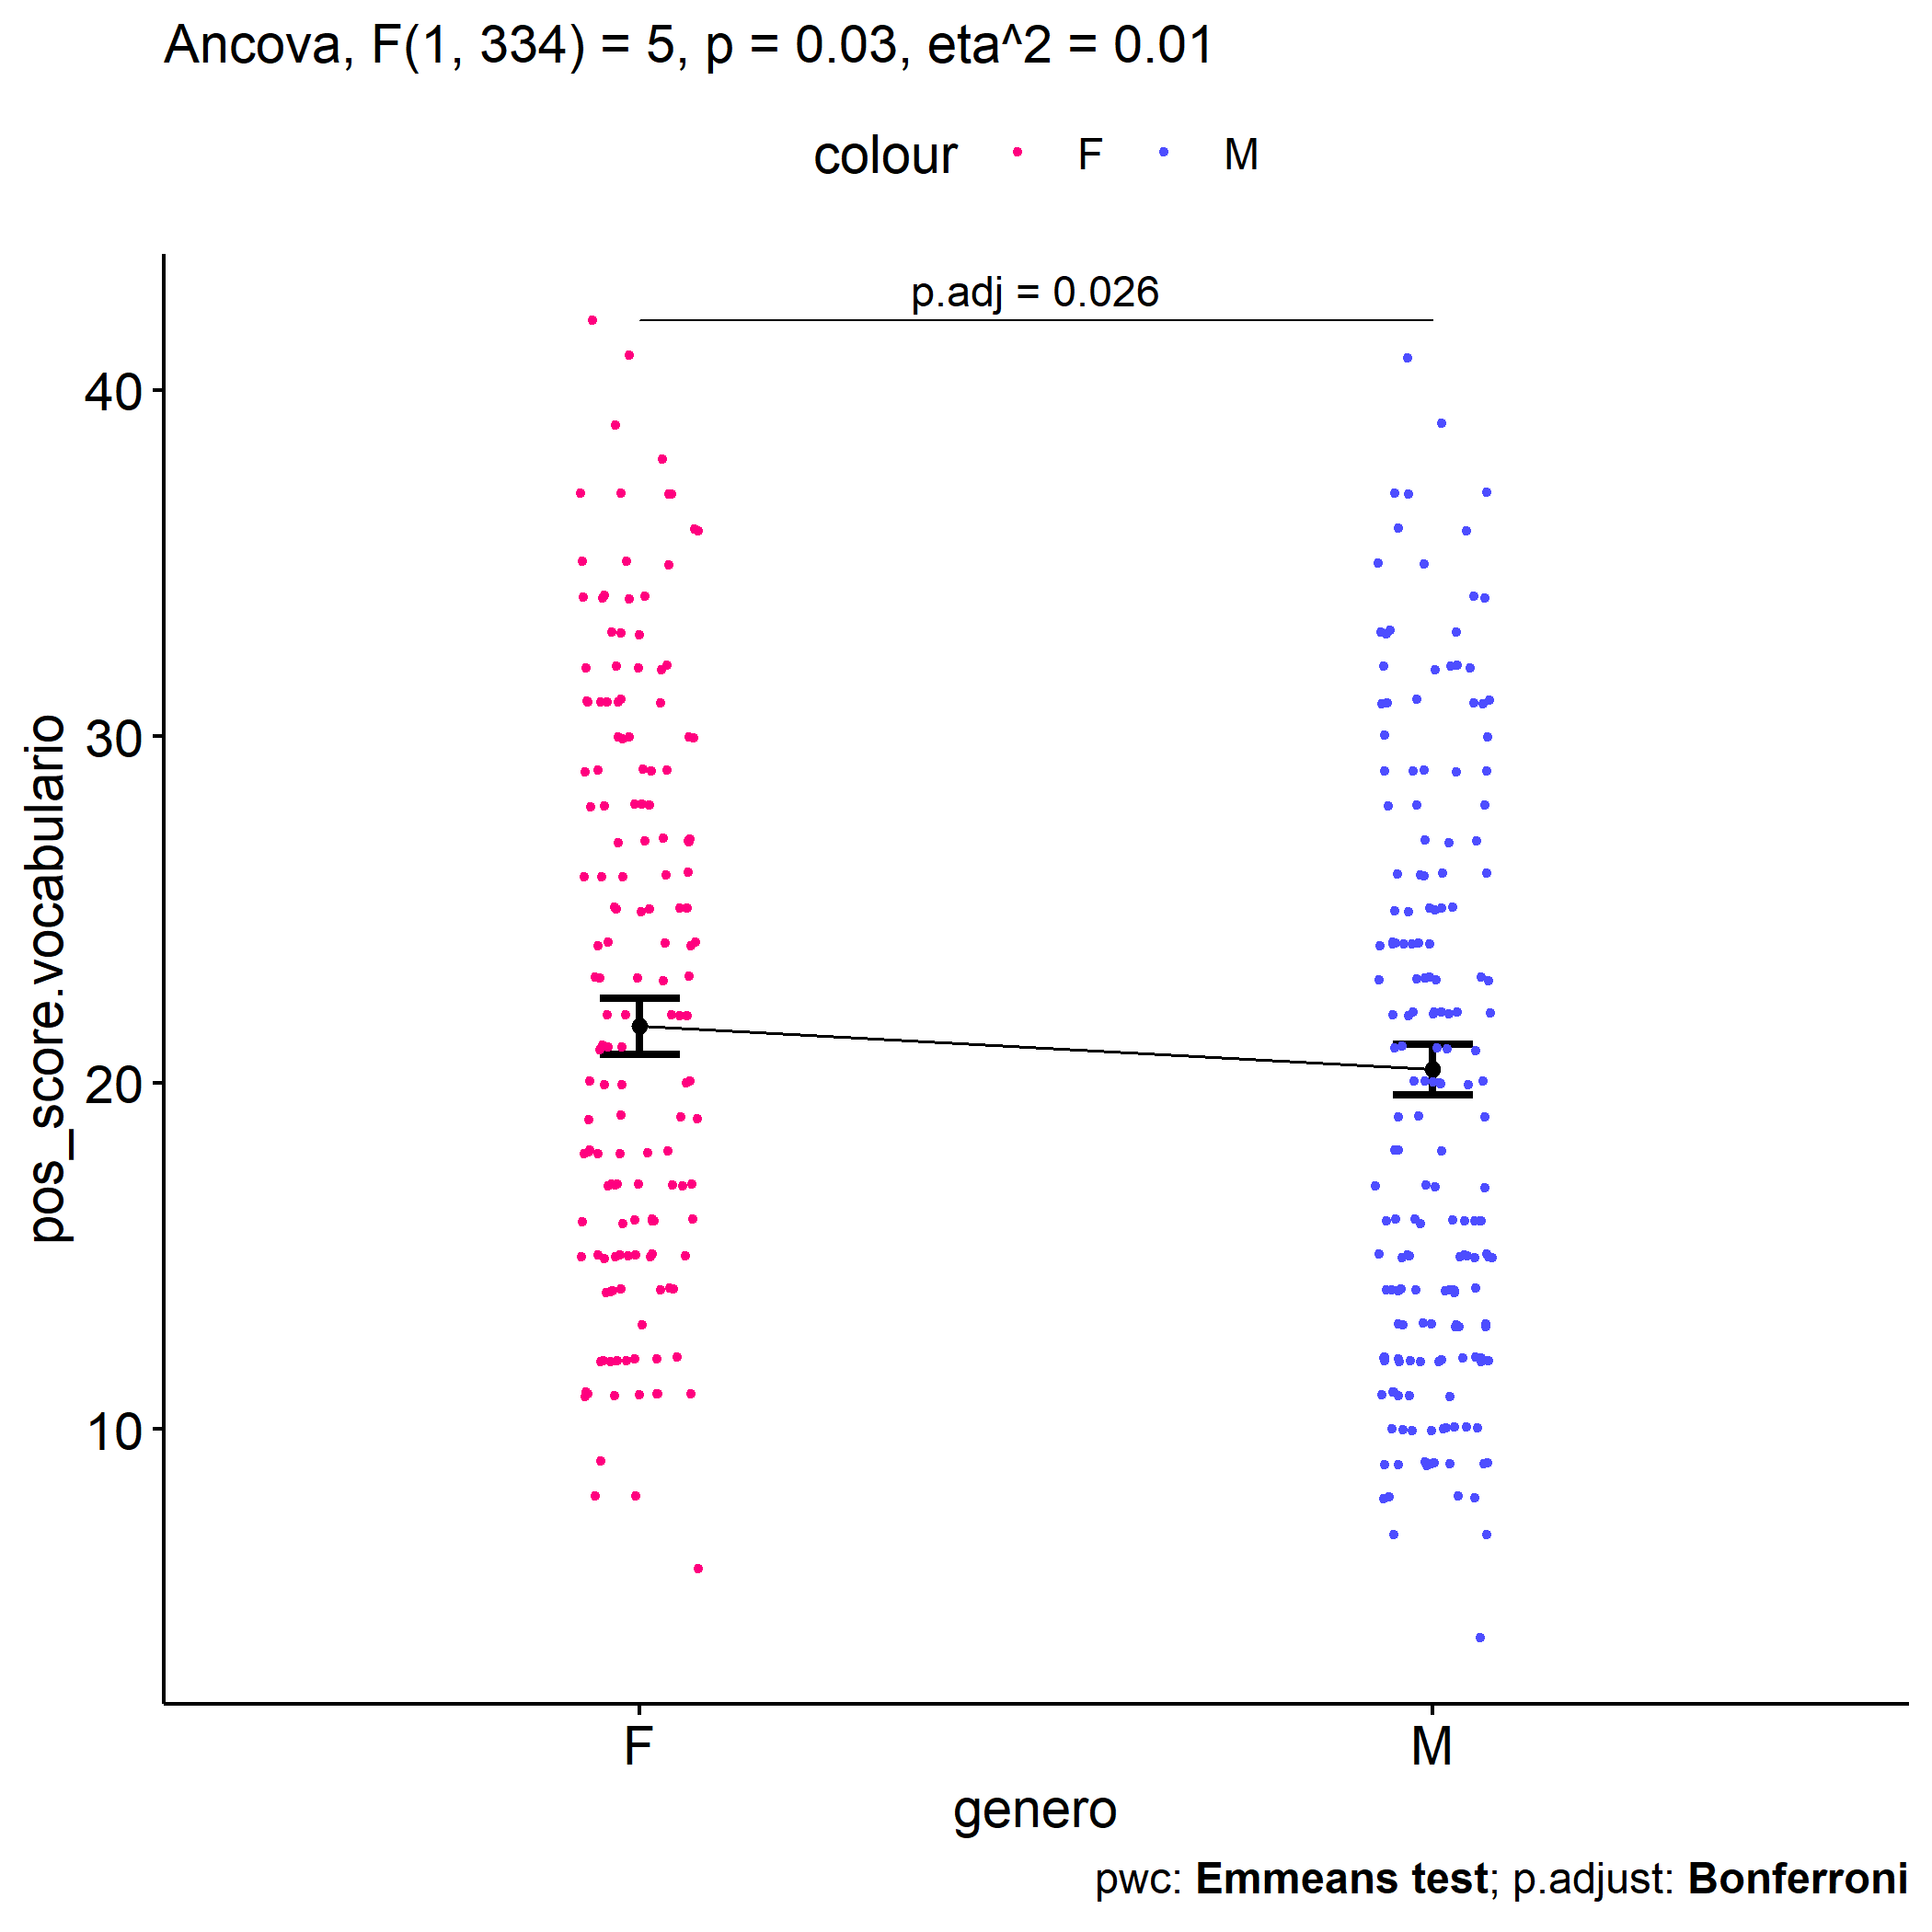 Ancova, F(1, 334) = 5, p = 0.03, eta^2 = 0.01
colour F M
p.adj = 0.026
40
30
20
10
pos_score.vocabulario
F M
genero
pwc: Emmeans test; p.adjust: Bonferroni